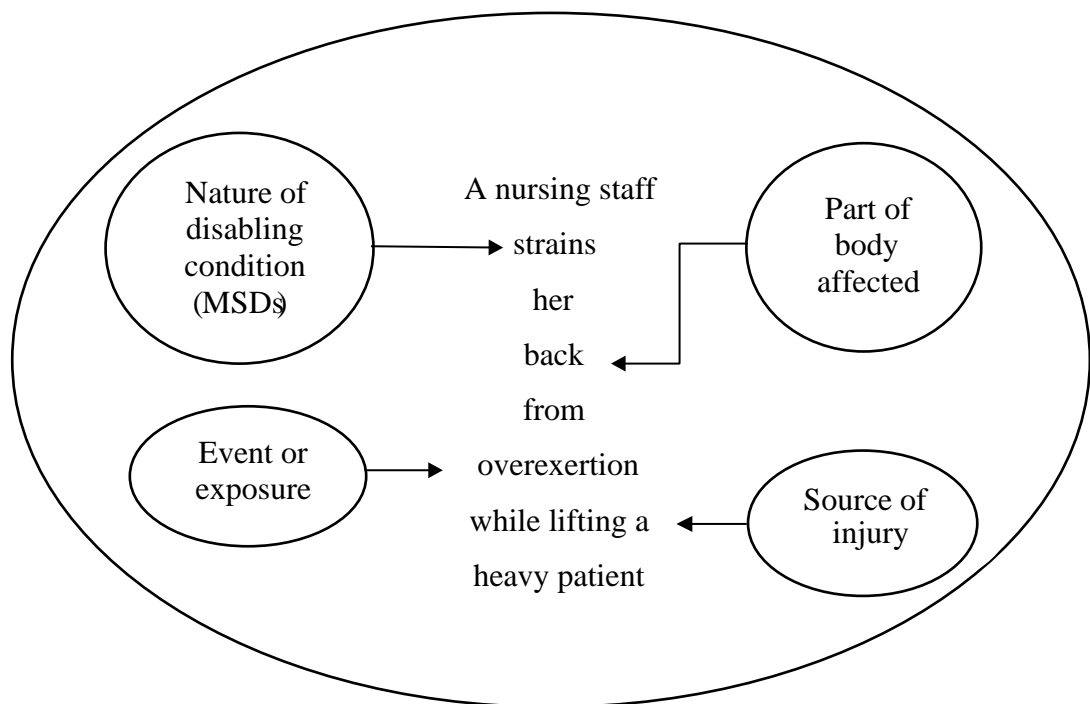 Nature of
disabling
condition
(MSDs)
A nursing staff
strains
her
back
from
overexertion
while lifting a
heavy patient
Part of
body
affected
Event or
exposure
Source of
injury